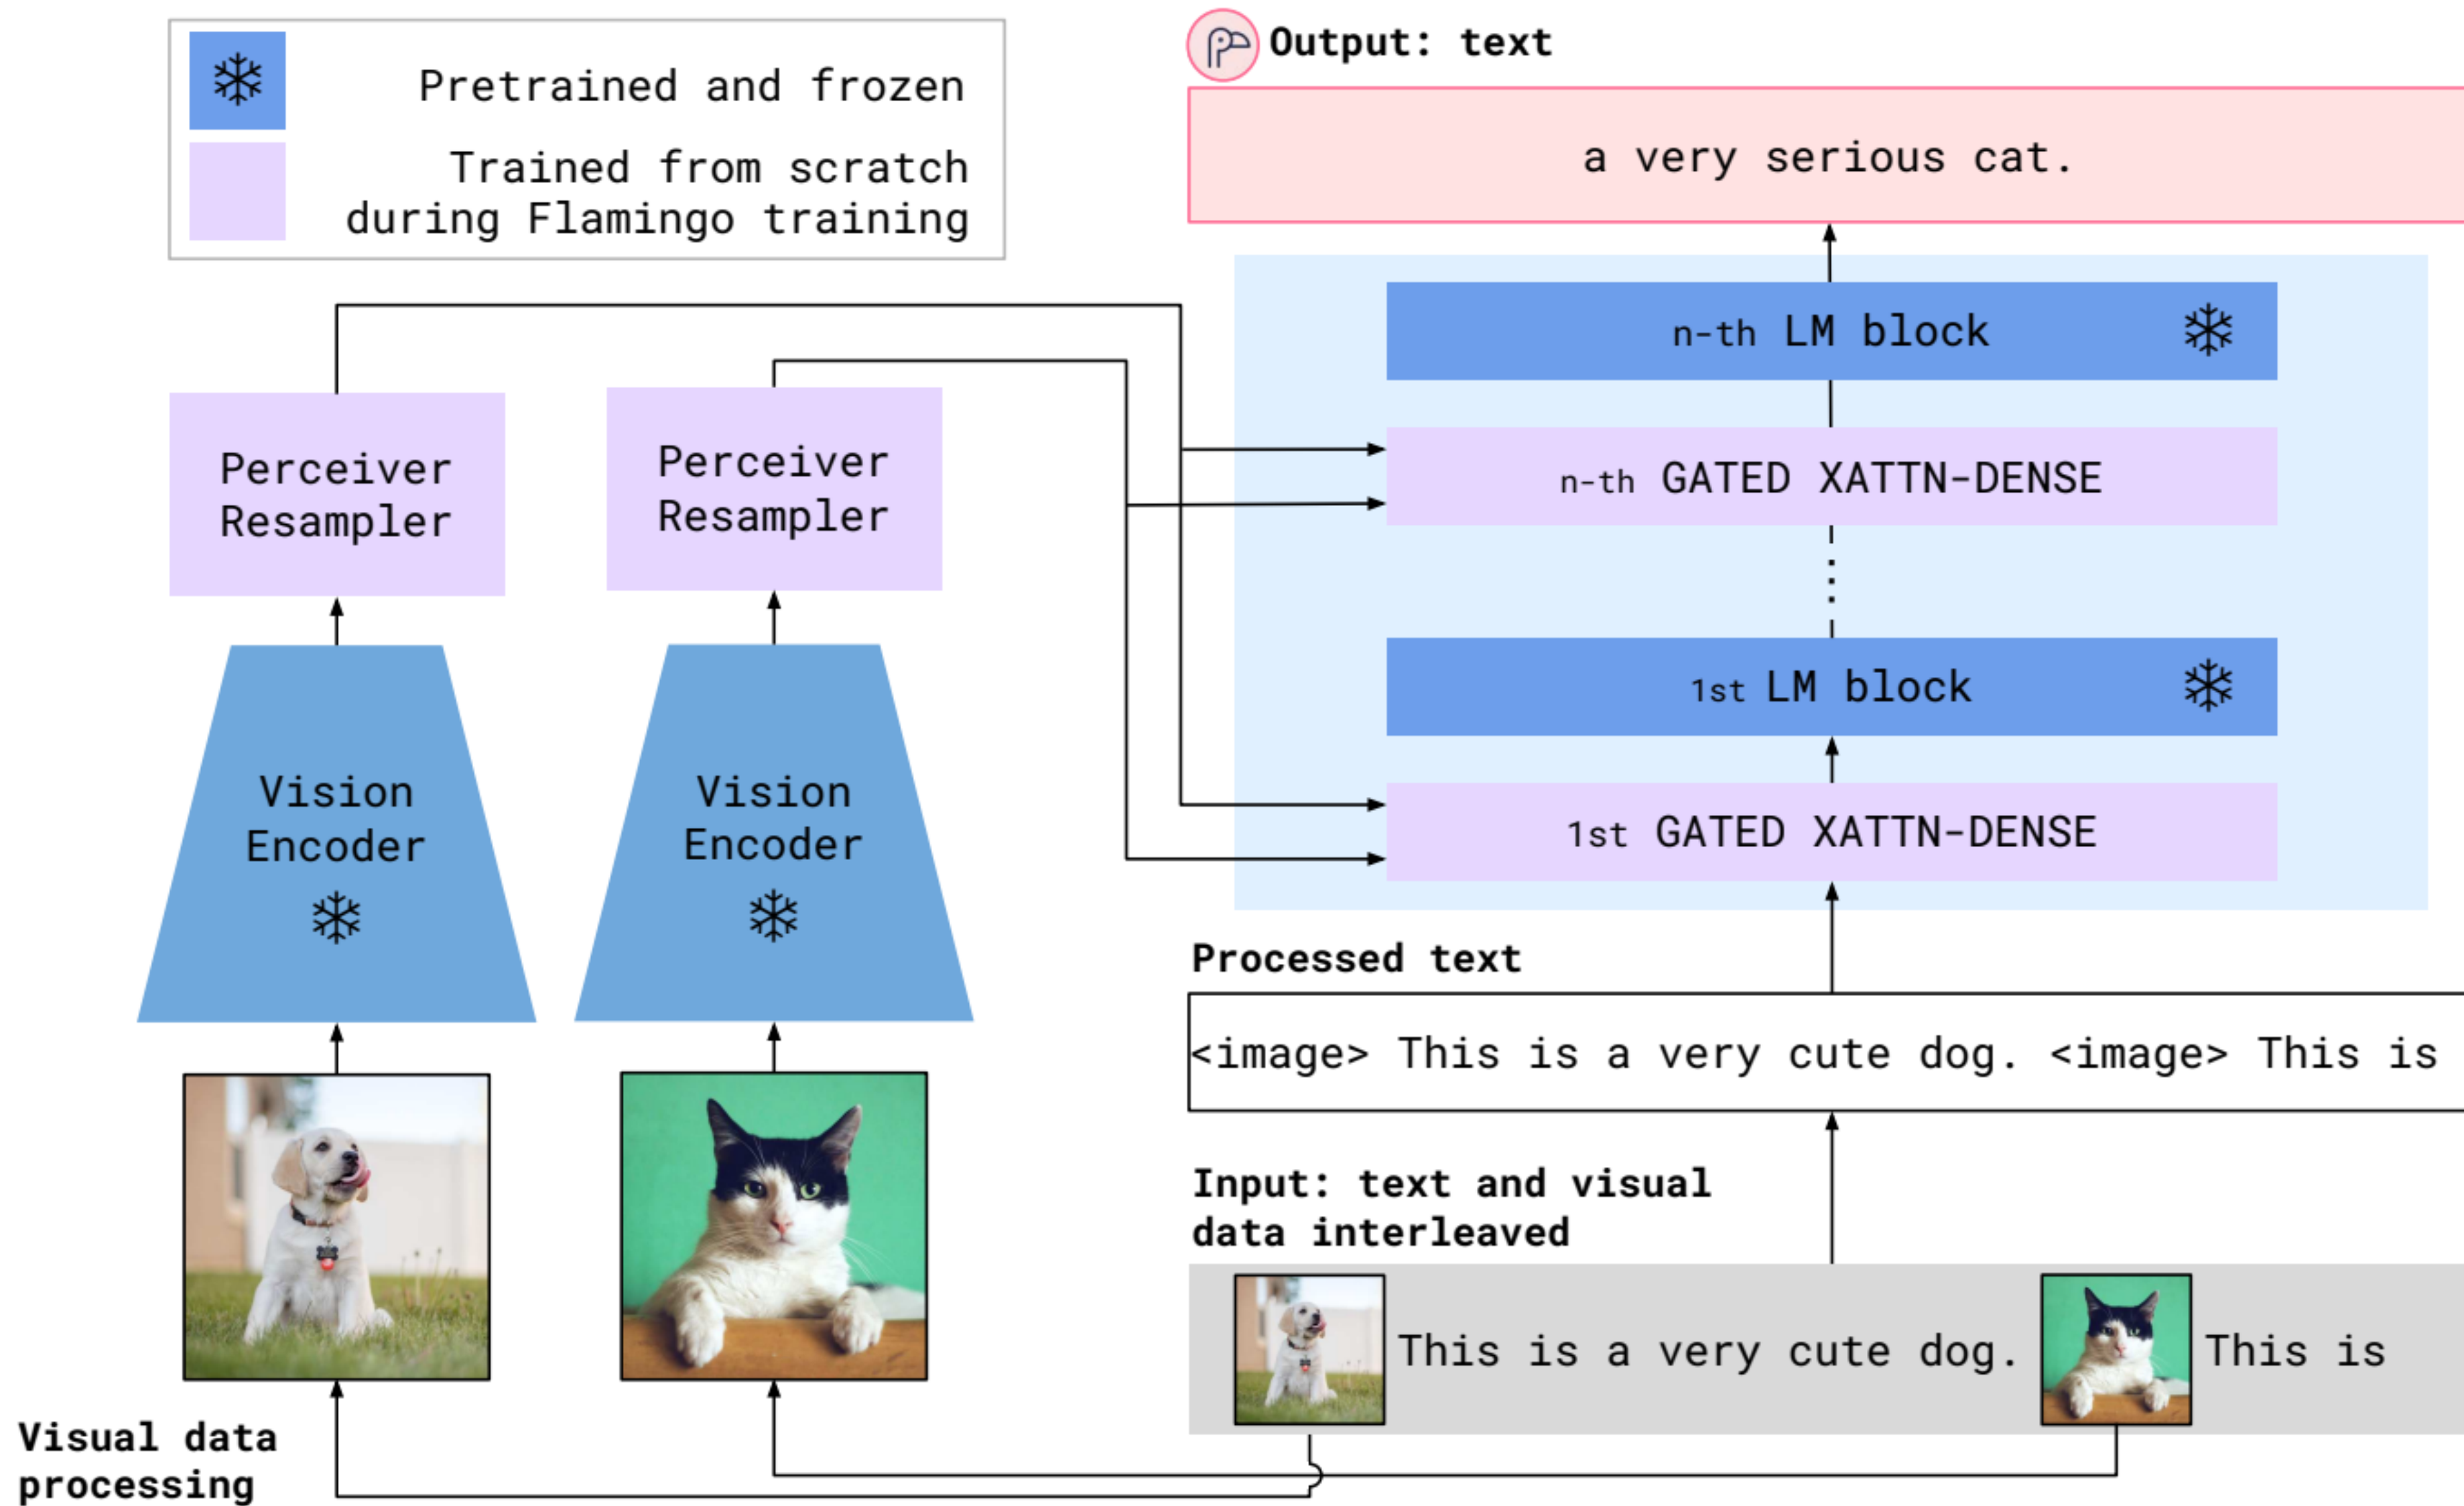 Pretrained and frozen
Trained from scratch
during Flamingo training
Output: text
a very serious cat.
n-th LM block
n-th GATED XATTN-DENSE
1st LM block
1st GATED XATTN-DENSE
Perceiver
Resampler
Perceiver
Resampler
Vision
Encoder
Vision
Encoder
Processed text
<image> This is a very cute dog. <image> This is
Input: text and visual
data interleaved
This is a very cute dog.
This is
Visual data
processing